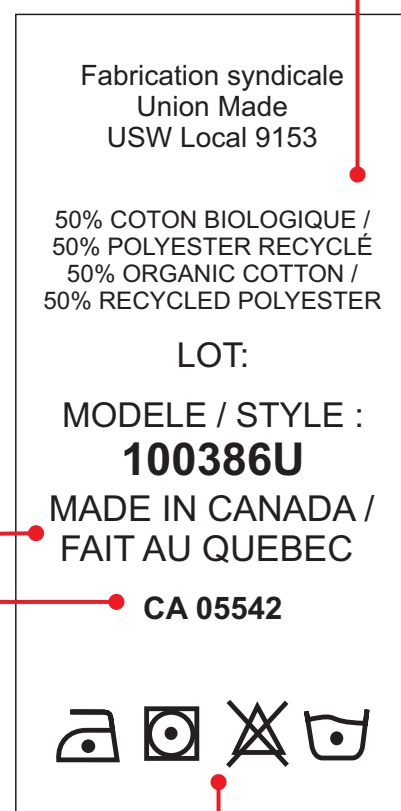 Fabrication syndicale
Union Made
USW Local 9153
50% COTON BIOLOGIQUE /
50% POLYESTER RECYCLÉ
50% ORGANIC COTTON /
50% RECYCLED POLYESTER
LOT:
MODELE / STYLE :
100386U
MADE IN CANADA /
FAIT AU QUEBEC
CA 05542